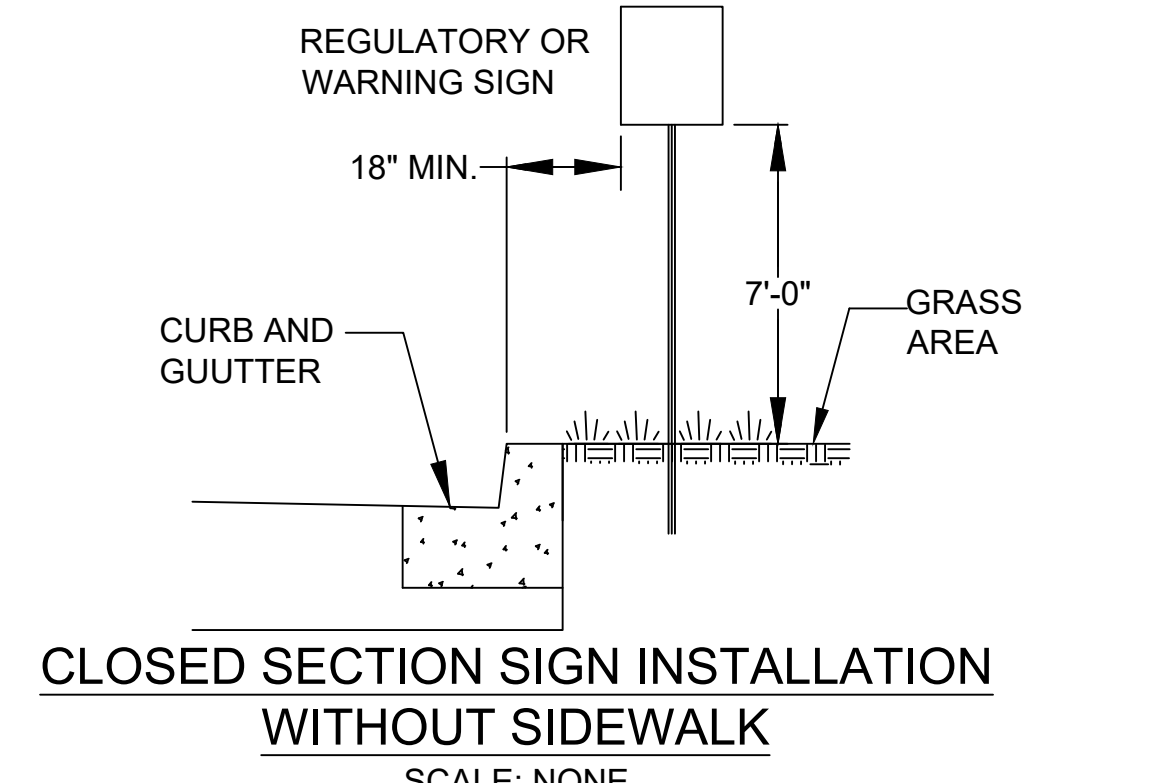 REGULATORY OR
WARNING SIGN
18" MIN.
7'-0"
GRASS
AREA
CURB AND
GUUTTER
CLOSED SECTION SIGN INSTALLATION
WITHOUT SIDEWALK
SCALE: NONE